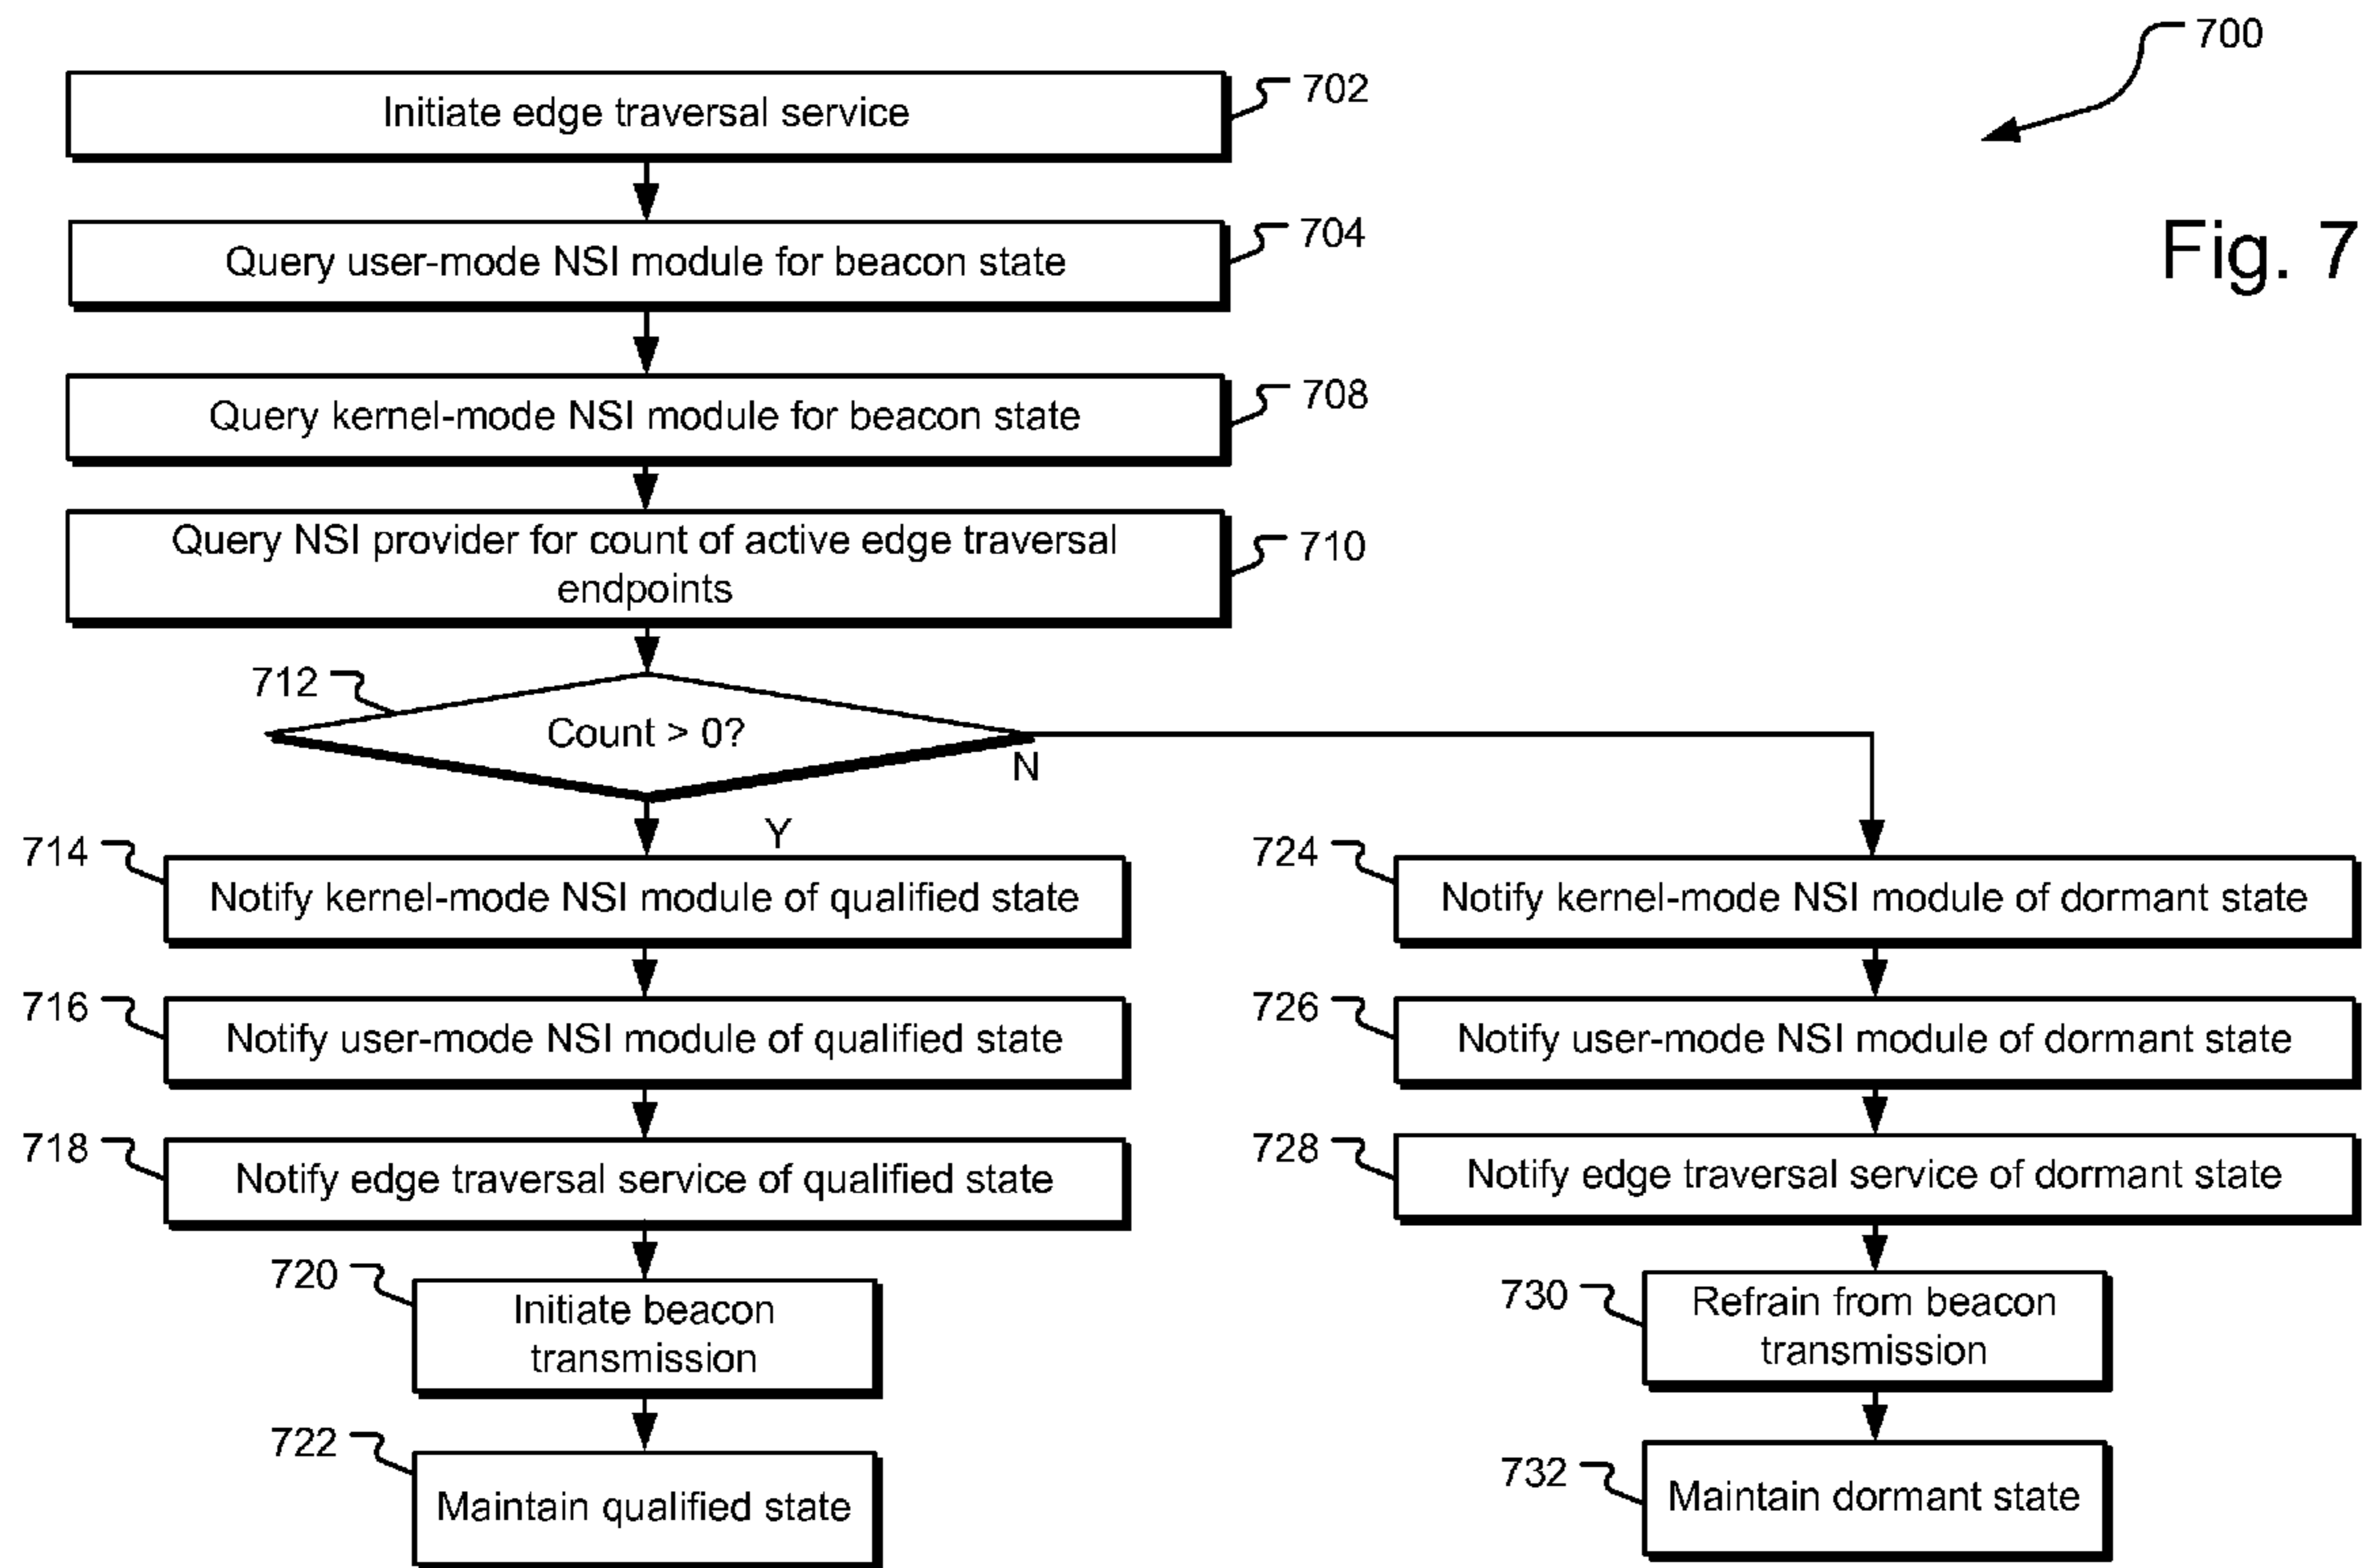 700
Initiate edge traversal service
702
Fig. 7
Query user-mode NSI module for beacon state
704
Query kernel-mode NSI module for beacon state
708
Query NSI provider for count of active edge traversal
endpoints
710
712
Count > 0?
N
Y
714
Notify kernel-mode NSI module of qualified state
716
Notify user-mode NSI module of qualified state
718
Notify edge traversal service of qualified state
720
Initiate beacon
transmission
722
Maintain qualified state
724
Notify kernel-mode NSI module of dormant state
726
Notify user-mode NSI module of dormant state
728
Notify edge traversal service of dormant state
730
Refrain from beacon
transmission
732
Maintain dormant state